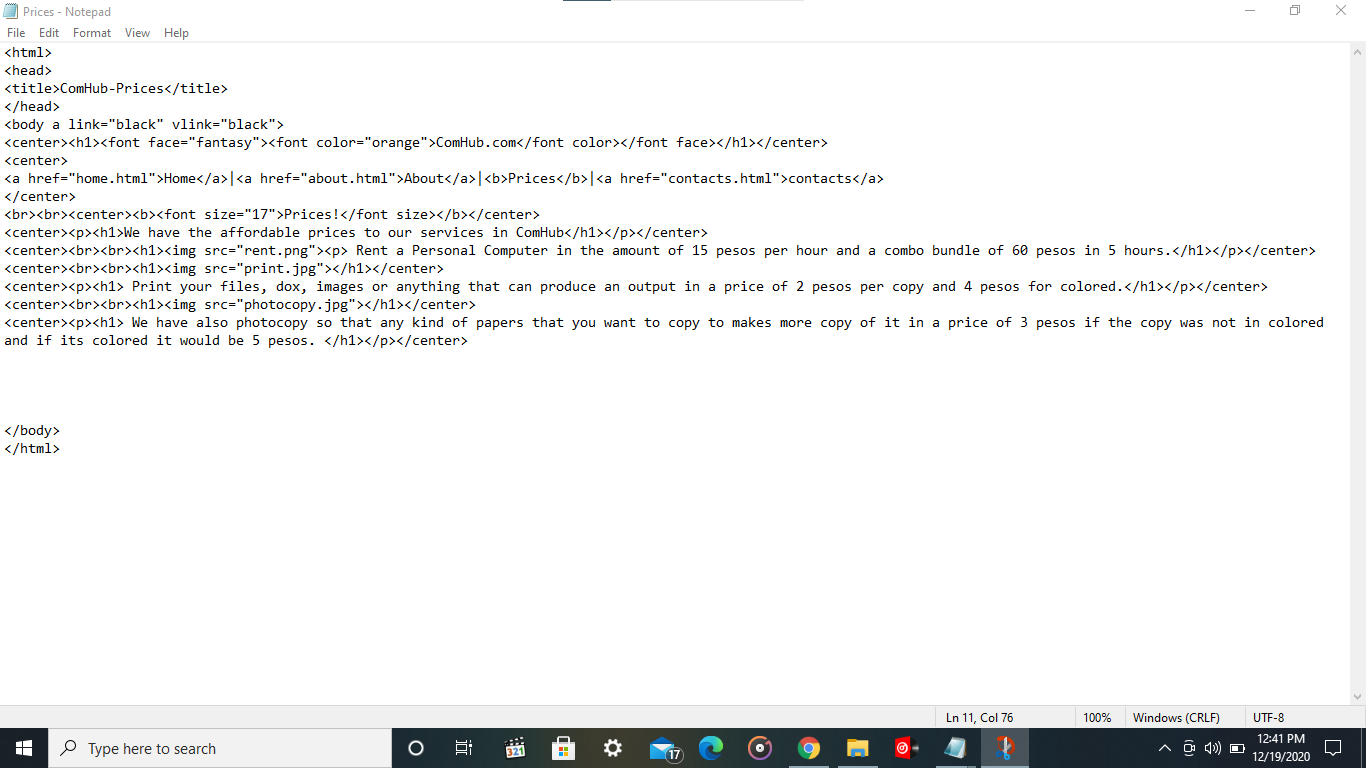 Prices - Notepad
File Edit Format View Help
<html>
<head>
<title>ComHub-Prices</title>
</head>
<body a link="black" vlink="black">
<center><h1><font face="fantasy"><font color="orange">ComHub.com</font color></font face></h1></center>
<center>
<a href="home.html">Home</a>|<a href="about.html">About</a>|<b>Prices</b>|<a href="contacts.html">contacts</a>
</center>
<br><br><center><b><font size="17">Prices!</font size></b></center>
<center><p><h1>We have the affordable prices to our services in ComHub</h1></p></center>
<center><br><br><h1><img src="rent.png"><p> Rent a Personal Computer in the amount of 15 pesos per hour and a combo bundle of 60 pesos in 5 hours.</h1></p></center>
<center><br><br><h1><img src="print.jpg"></h1></center>
<center><p><h1> Print your files, dox, images or anything that can produce an output in a price of 2 pesos per copy and 4 pesos for colored.</h1></p></center>
<center><br><br><h1><img src="photocopy.jpg"></h1></center>
<center><p><h1> We have also photocopy so that any kind of papers that you want to copy to makes more copy of it in a price of 3 pesos if the copy was not in colored
and if its colored it would be 5 pesos. </h1></p></center>
</body>
</html>
Ln 11, Col 76 100% Windows (CRLF) UTF-8
Type here to search
321
17
12:41 PM
12/19/2020